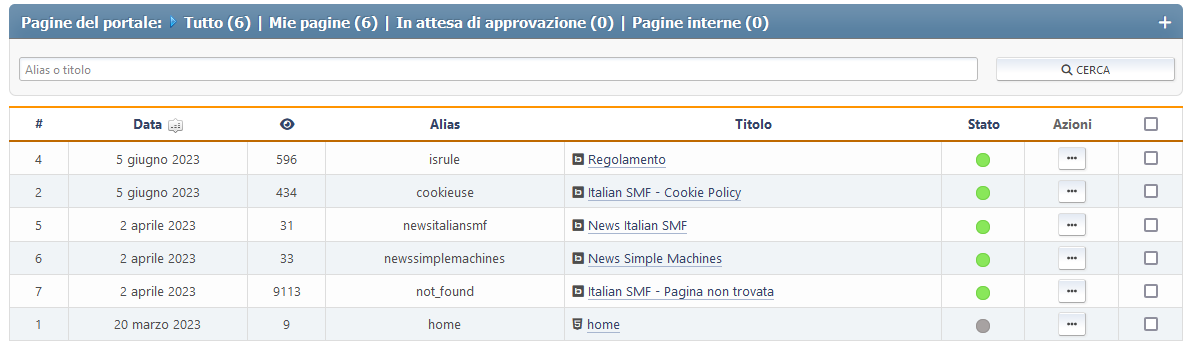 Pagine del portale: Tutto (6) | Mie pagine (6) | In attesa di approvazione (0) | Pagine interne (0) +
Alias o titolo CERCA
# Data Alias Titolo Stato Azioni
4 5 giugno 2023 596 isrule Regolamento ...
2 5 giugno 2023 434 cookieuse Italian SMF - Cookie Policy ...
5 2 aprile 2023 31 newsitaliansmf News Italian SMF ...
6 2 aprile 2023 33 newssimplemachines News Simple Machines ...
7 2 aprile 2023 9113 not_found Italian SMF - Pagina non trovata ...
1 20 marzo 2023 9 home home ...